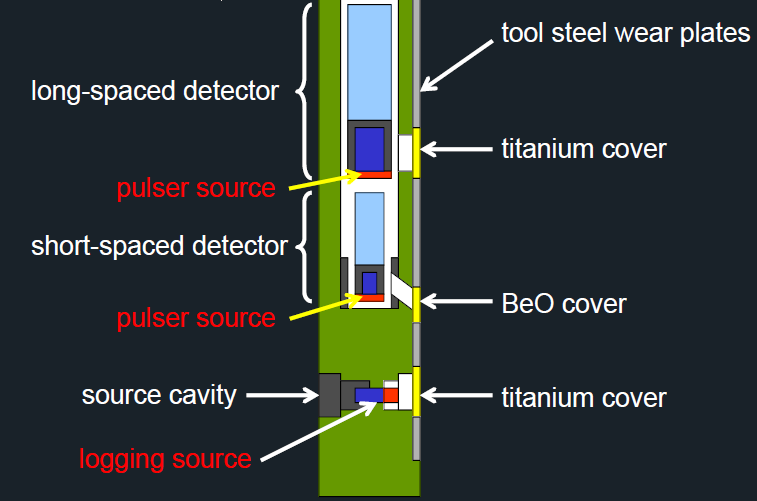 tool steel wear plates
long-spaced detector
titanium cover
pulser source
short-spaced detector
BeO cover
pulser source
source cavity
titanium cover
logging source